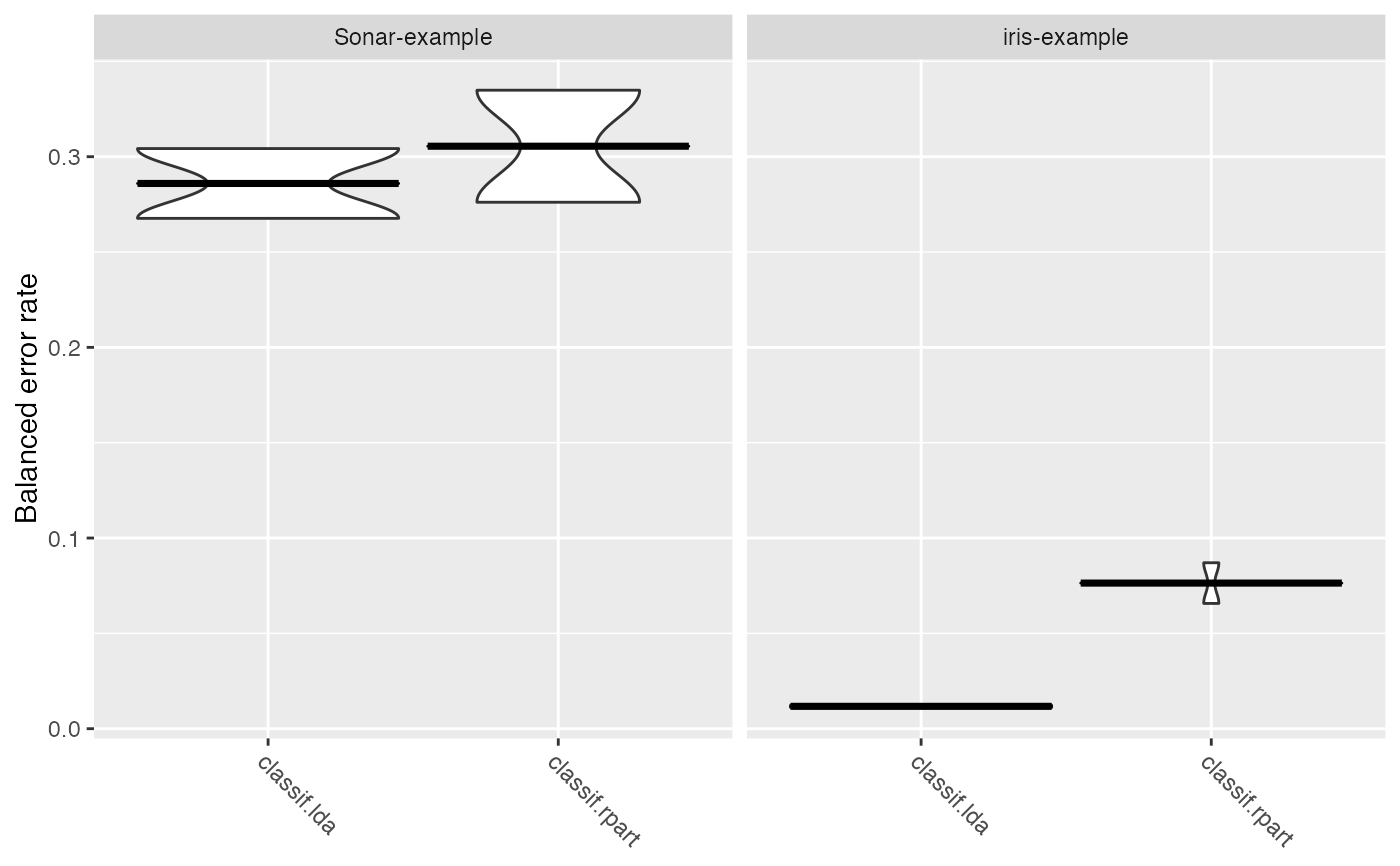 Sonar-example
iris-example
Balanced error rate
0.3
0.2
0.1
0.0
classif.lda
classif.rpart
classif.lda
classif.rpart